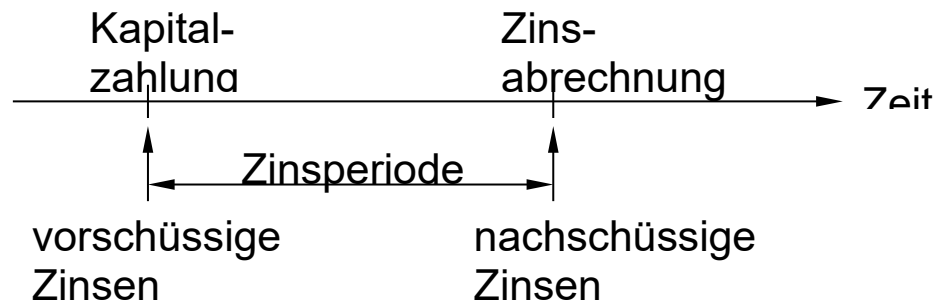 Kapital-
zahlung
Zins-
abrechnung
Zeit
Zinsperiode
vorschüssige
Zinsen
nachschüssige
Zinsen